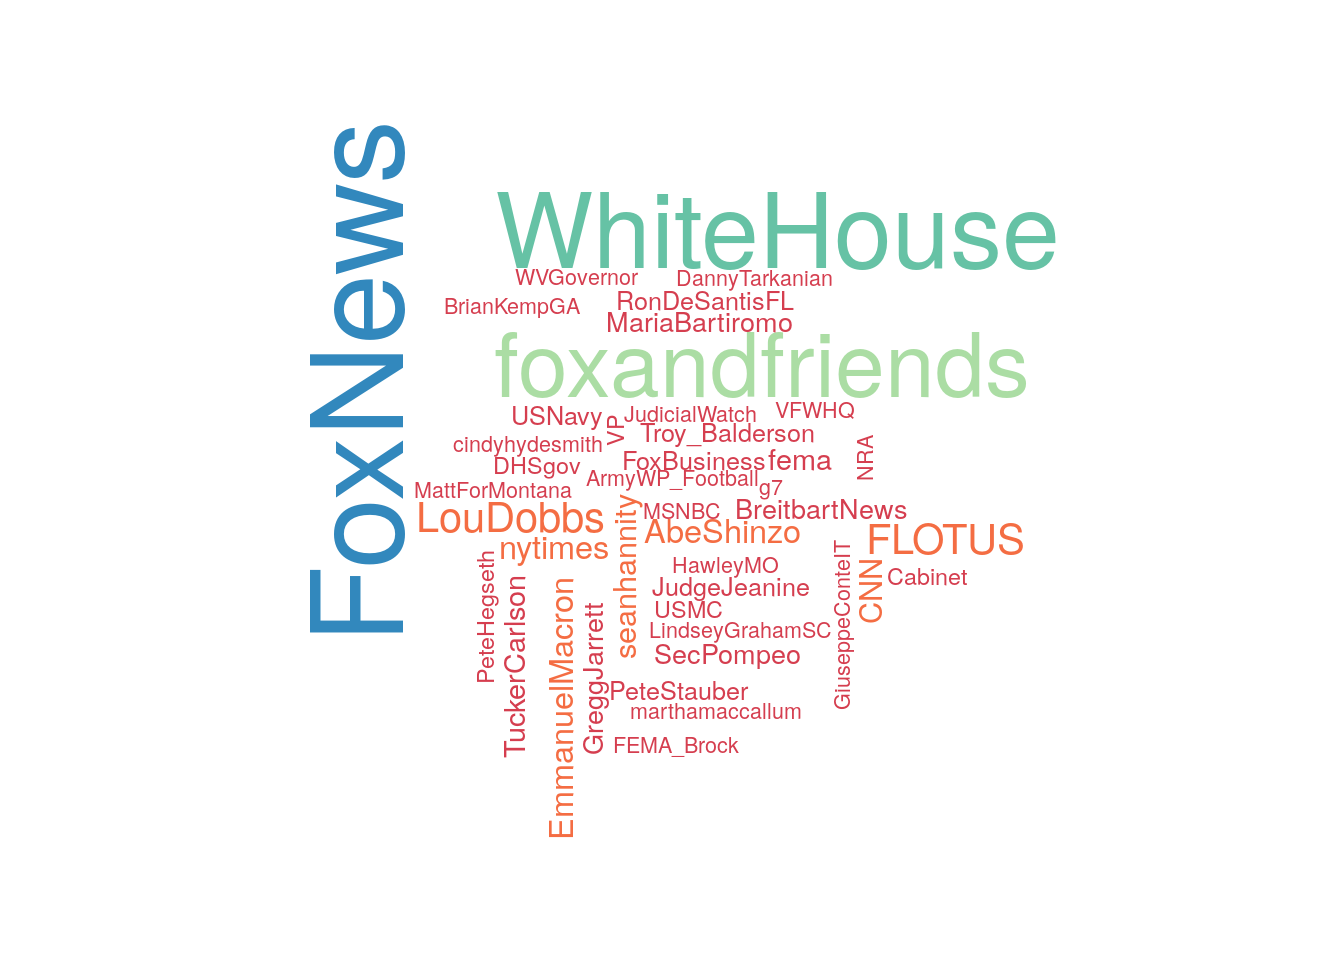 FoxNews
WhiteHouse
WVGovernor
DannyTarkanian
BrianKempGA
RonDeSantisFL
MariaBartiromo
foxandfriends
USNavy
VP
JudicialWatch
VFWHQ
cindyhydesmith
Troy_Balderson
NRA
DHSgov
FoxBusiness
fema
MattForMontana
ArmyWP_Football
g7
LouDobbs
seanhannity
MSNBC
BreitbartNews
nytimes
AbeShinzo
FLOTUS
PeteHegseth
TuckerCarlson
EmmanuelMacron
GreggJarrett
HawleyMO
GiuseppeConteIT
CNN
Cabinet
JudgeJeanine
USMC
LindseyGrahamSC
SecPompeo
PeteStauber
marthamaccallum
FEMA_Brock